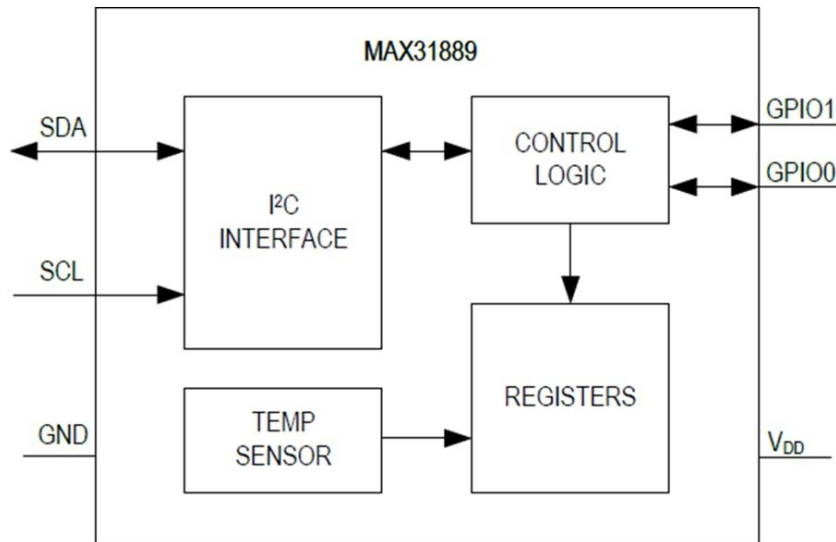 MAX31889
SDA
GPIO1
CONTROL
LOGIC
GPIO0
I²C
INTERFACE
SCL
REGISTERS
TEMP
SENSOR
GND
VDD